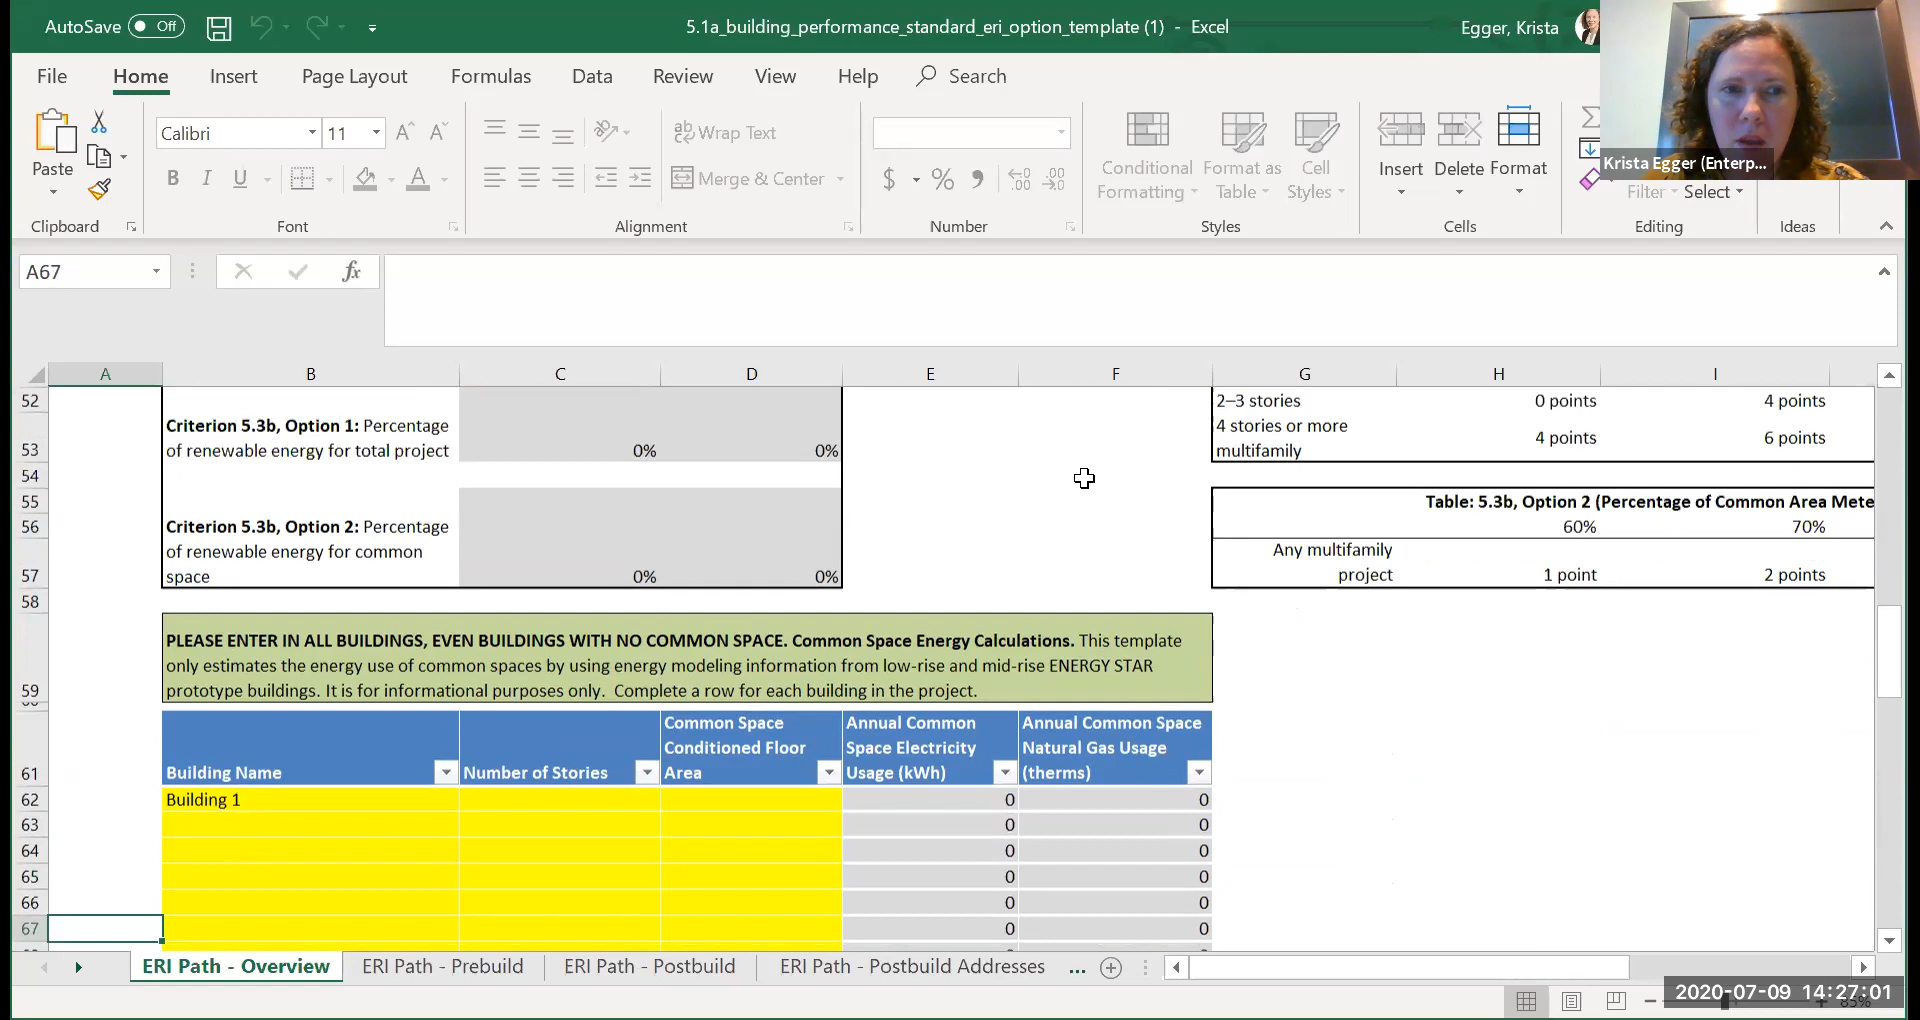 AutoSave Off
5.1a_building_performance_standard_eri_option_template (1) - Excel
Egger, Krista
File Home Insert Page Layout Formulas Data Review View Help Search
Krista Egger (Enterp...
Calibri 11
Paste
B I U
Clipboard
Font
Wrap Text
Merge & Center
Alignment
$ % ,
Number
Conditional
Formatting
Format as
Table
Cell
Styles
Styles
Insert Delete Format
Cells
Filter Select
Editing
Ideas
A67
fx
A B C D E F G H I
52
2–3 stories 0 points 4 points
53
Criterion 5.3b, Option 1: Percentage
of renewable energy for total project 0% 0%
4 stories or more
multifamily 4 points 6 points
54
55
Table: 5.3b, Option 2 (Percentage of Common Area Mete
56
60% 70%
57
Criterion 5.3b, Option 2: Percentage
of renewable energy for common
space 0% 0%
Any multifamily
project 1 point 2 points
58
59
PLEASE ENTER IN ALL BUILDINGS, EVEN BUILDINGS WITH NO COMMON SPACE. Common Space Energy Calculations. This template
only estimates the energy use of common spaces by using energy modeling information from low-rise and mid-rise ENERGY STAR
prototype buildings. It is for informational purposes only. Complete a row for each building in the project.
61
Building Name
Number of Stories
Common Space
Conditioned Floor
Area
Annual Common
Space Electricity
Usage (kWh)
Annual Common Space
Natural Gas Usage
(therms)
62 Building 1 0 0
63 0 0
64 0 0
65 0 0
66 0 0
67 0 0
ERI Path - Overview ERI Path - Prebuild ERI Path - Postbuild ERI Path - Postbuild Addresses ...
2020-07-09 14:27:01